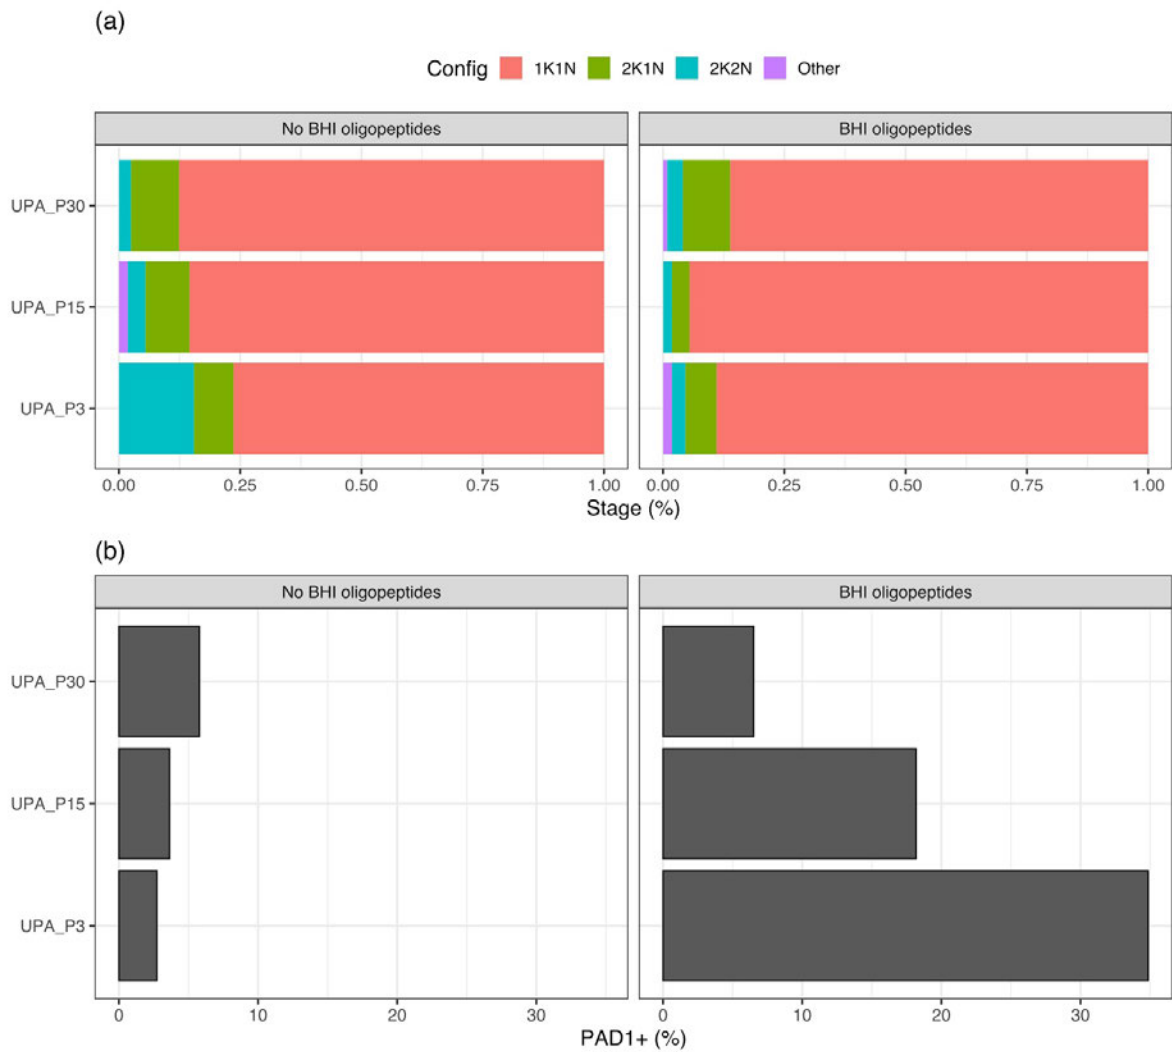 (a)
Config 1K1N 2K1N 2K2N Other
No BHI oligopeptides BHI oligopeptides
UPA_P30
UPA_P15
UPA_P3
0.00 0.25 0.50 0.75 1.00 0.00 0.25 0.50 0.75 1.00
Stage (%)
(b)
No BHI oligopeptides BHI oligopeptides
UPA_P30
UPA_P15
UPA_P3
0 10 20 30 0 10 20 30
PAD1+ (%)